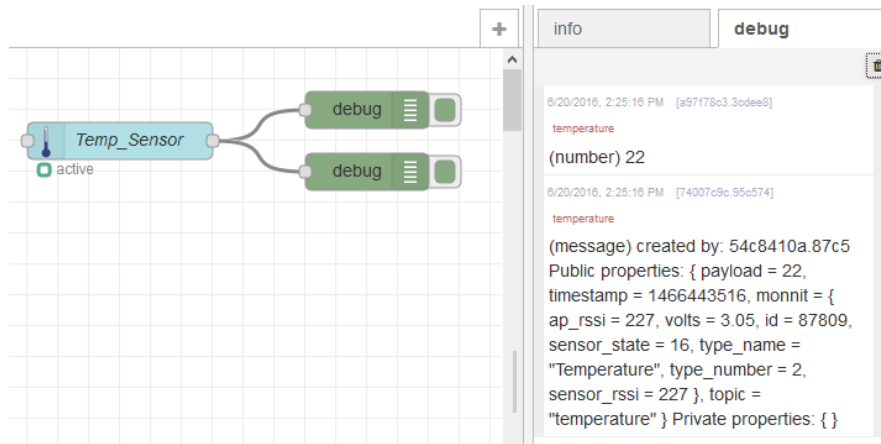 +
info
debug
debug
Temp_Sensor
active
debug
6/20/2016, 2:25:16 PM [a97f78c3.3cdee8]
temperature
(number) 22
6/20/2016, 2:25:16 PM [74007c9c.95c574]
temperature
(message) created by: 54c8410a.87c5
Public properties: { payload = 22,
timestamp = 1466443516, monnit = {
ap_rssi = 227, volts = 3.05, id = 87809,
sensor_state = 16, type_name =
"Temperature", type_number = 2,
sensor_rssi = 227 }, topic =
"temperature" } Private properties: { }